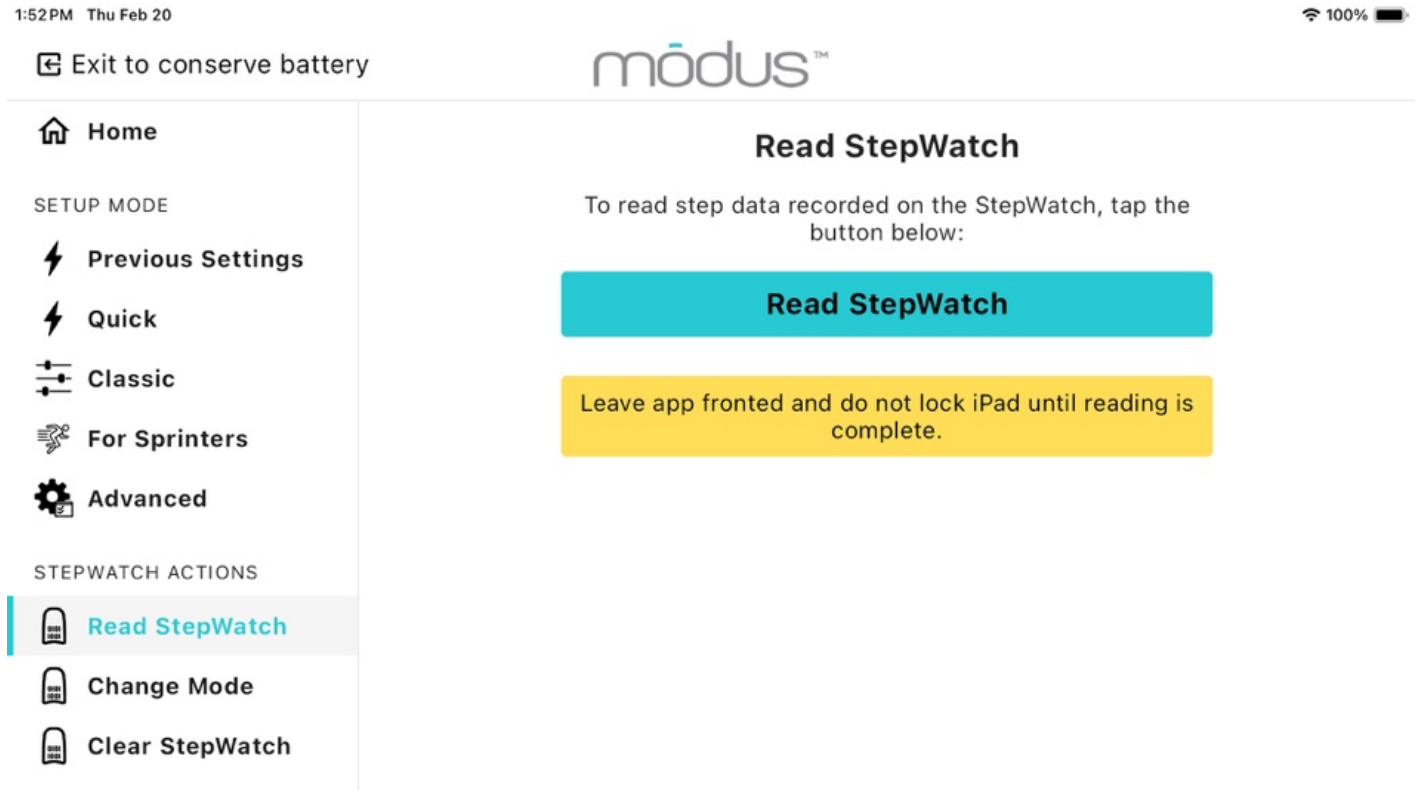 1:52 PM Thu Feb 20
100%
Exit to conserve battery
mōdus™
Home
SETUP MODE
Previous Settings
Quick
Classic
For Sprinters
Advanced
STEPWATCH ACTIONS
Read StepWatch
Change Mode
Clear StepWatch
Read StepWatch
To read step data recorded on the StepWatch, tap the
button below:
Read StepWatch
Leave app fronted and do not lock iPad until reading is
complete.